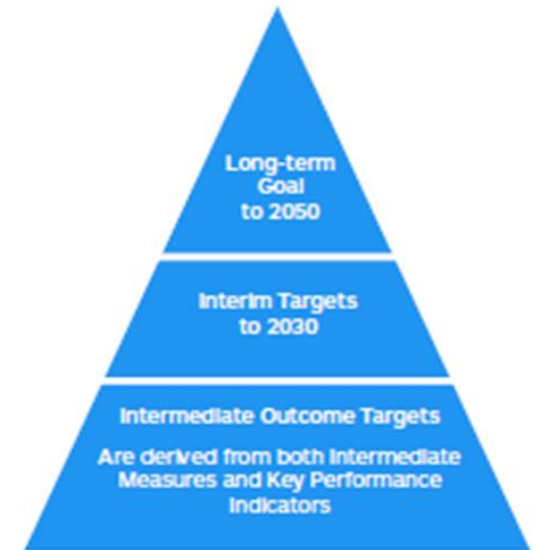 Long-term
Goal
to 2050
Interim Targets
to 2030
Intermediate Outcome Targets
Are derived from both Intermediate
Measures and Key Performance
Indicators